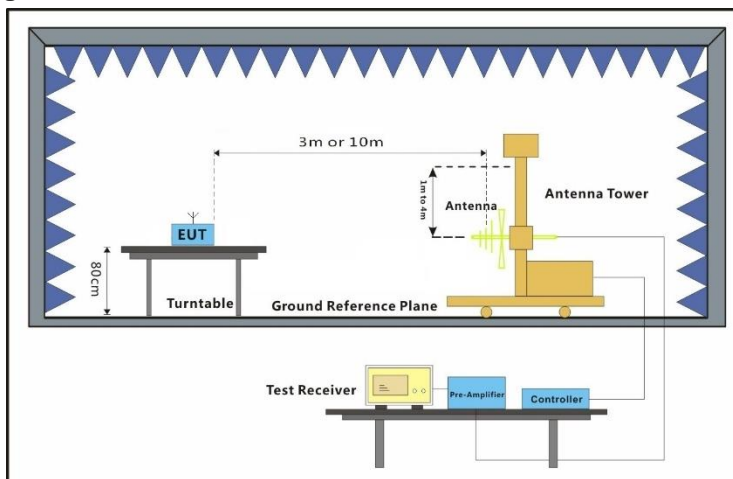 3m or 10m
1m to 4m
Antenna
Antenna Tower
EUT
80cm
Turntable
Ground Reference Plane
Test Receiver
Pre-Amplifier
Controller